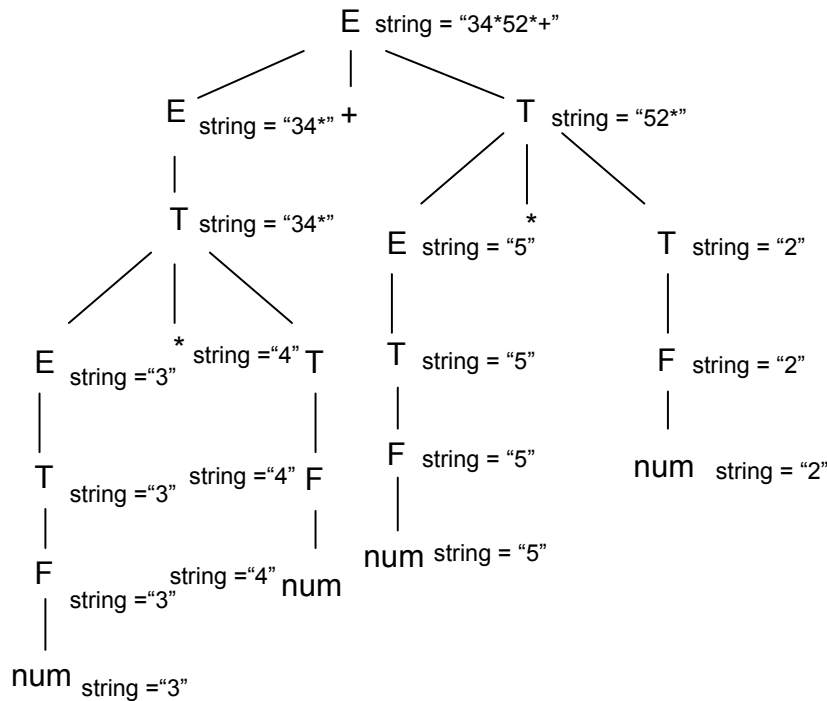 E string = “34*52*+”
E string = “34*” + T string = “52*”
T string = “34*” E string = “5” * T string = “2”
E string =“3” * string =“4” T T string = “5” F string = “2”
T string =“3” string =“4” F F string = “5” num string = “2”
F string =“3” string =“4” num num string = “5”
num string =“3”